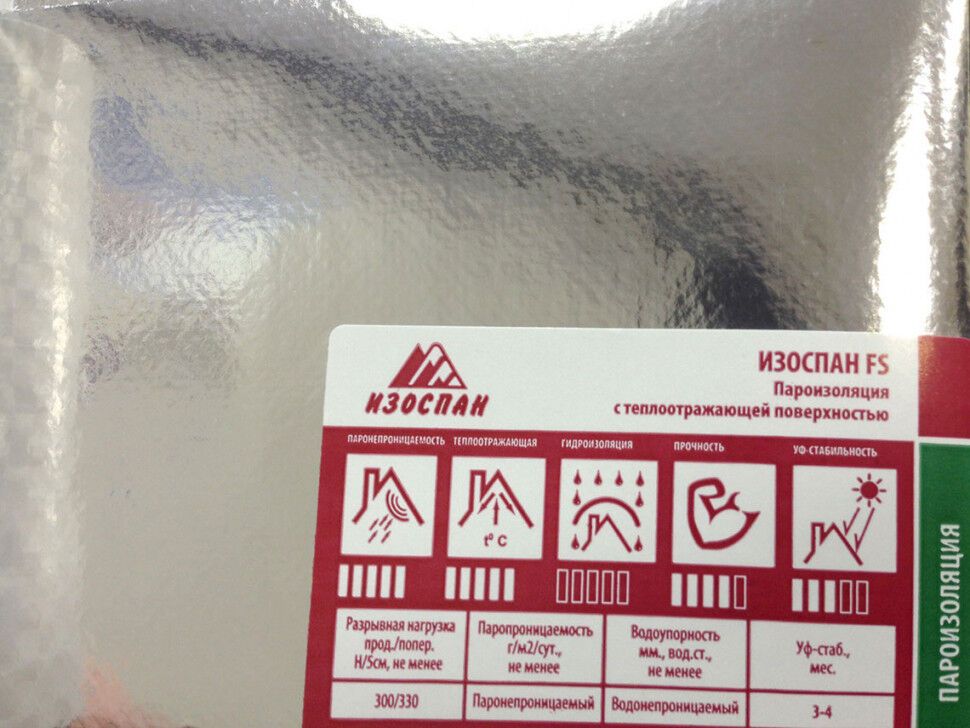 ИЗОСПАН
ИЗОСПАН FS
Пароизоляция
с теплоотражающей поверхностью
ПАРОНЕПРОНИЦАЕМОСТЬ
ТЕПЛООТРАЖАЮЩАЯ
ГИДРОИЗОЛЯЦИЯ
ПРОЧНОСТЬ
УФ-СТАБИЛЬНОСТЬ
t⁰ C
Разрывная нагрузка
прод./попер.
Н/5см, не менее
Паропроницаемость
г/м2/сут.,
не менее
Водоупорность
мм., вод.ст.,
не менее
Уф-стаб.,
мес.
300/330
Паронепроницаемый
Водонепроницаемый
3-4
ПАРОИЗОЛЯЦИЯ